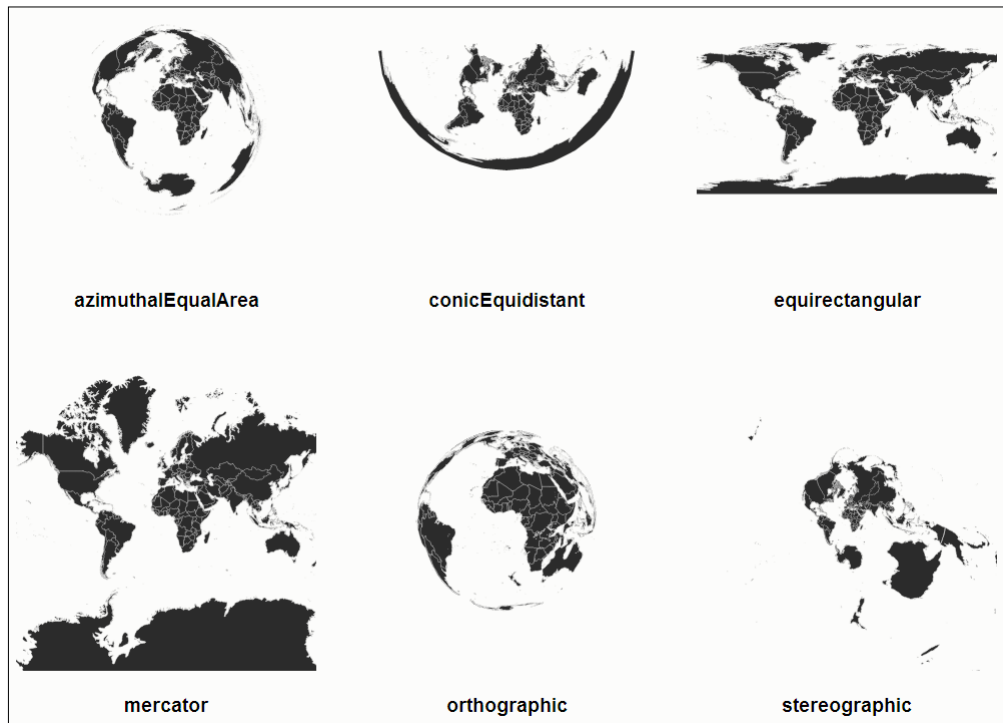 azimuthalEqualArea
conicEquidistant
equirectangular
mercator
orthographic
stereographic